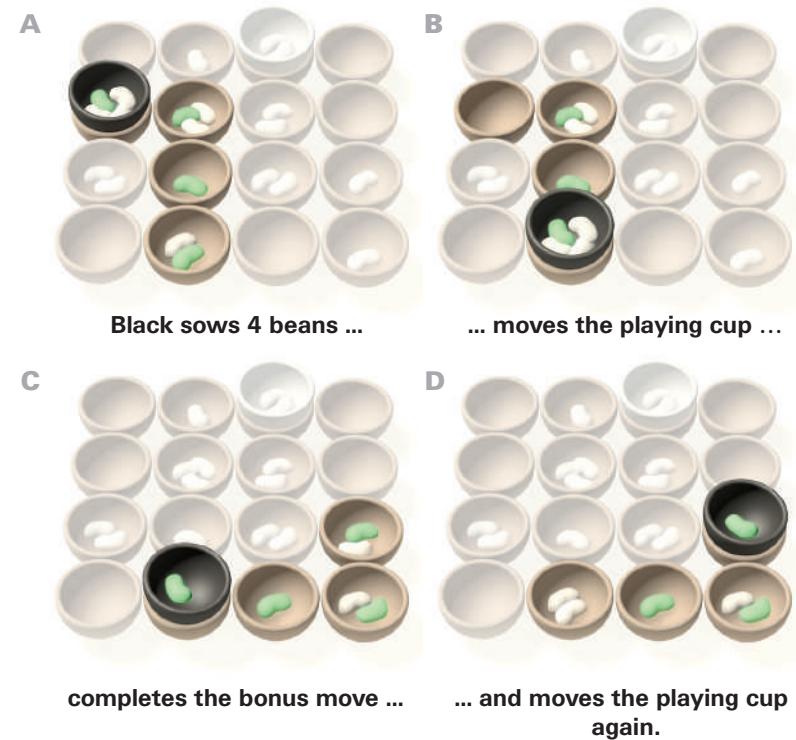 A
B
Black sows 4 beans ...
... moves the playing cup ...
C
D
completes the bonus move ...
... and moves the playing cup
again.